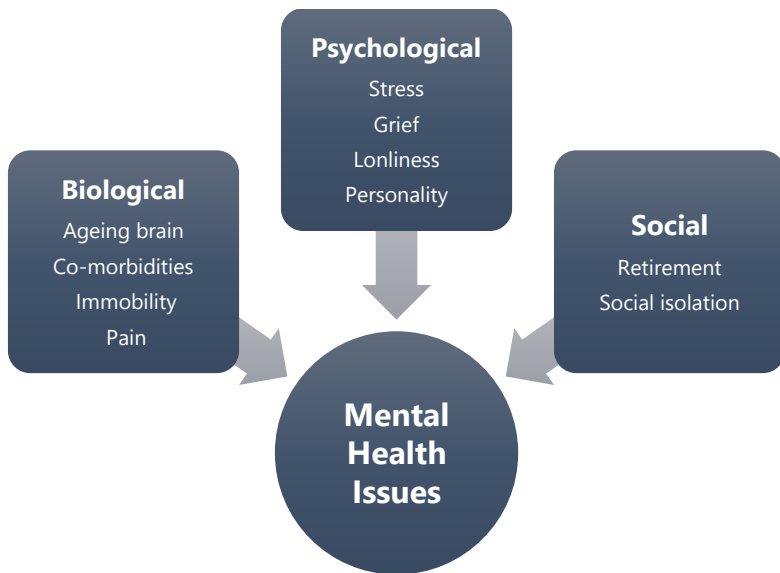 Psychological
Stress
Grief
Lonliness
Personality
Biological
Ageing brain
Co-morbidities
Immobility
Pain
Social
Retirement
Social isolation
Mental
Health
Issues